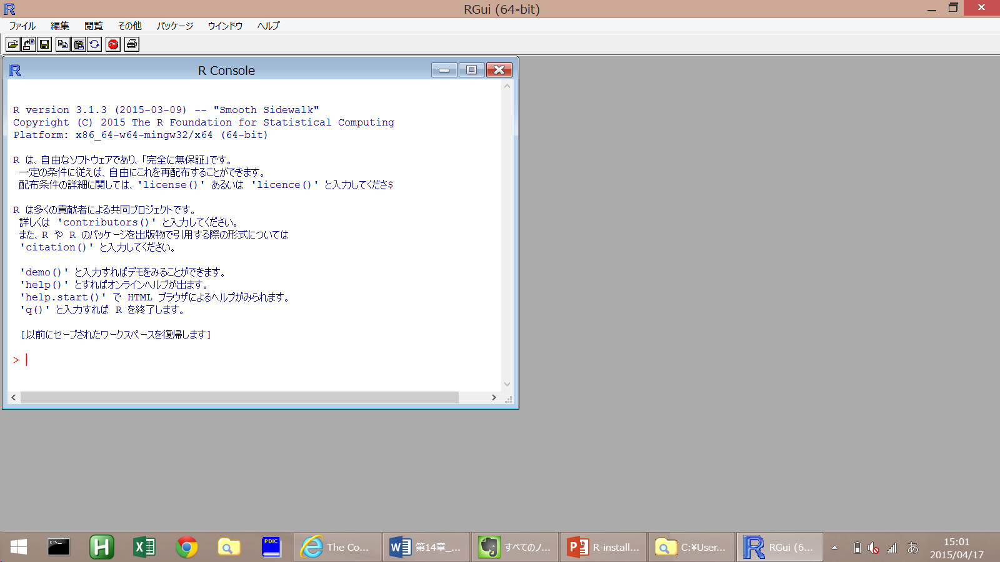 RGui (64-bit)
ファイル 編集 閲覧 その他 パッケージ ウインドウ ヘルプ
STOP
R Console
R version 3.1.3 (2015-03-09) -- "Smooth Sidewalk"
Copyright (C) 2015 The R Foundation for Statistical Computing
Platform: x86_64-w64-mingw32/x64 (64-bit)
R は、自由なソフトウェアであり、「完全に無保証」です。
一定の条件に従えば、自由にこれを再配布することができます。
配布条件の詳細に関しては、'license()' あるいは 'licence()' と入力してくださ$
R は多くの貢献者による共同プロジェクトです。
詳しくは 'contributors()' と入力してください。
また、R や R のパッケージを出版物で引用する際の形式については
'citation()' と入力してください。
'demo()' と入力すればデモをみることができます。
'help()' とすればオンラインヘルプが出ます。
'help.start()' で HTML ブラウザによるヘルプがみられます。
'q()' と入力すれば R を終了します。
[以前にセーブされたワークスペースを復帰します]
>
PDIC The Co... 第14章_... すべてのノ... R-install... C:¥User... RGui (6... あ 15:01
2015/04/17